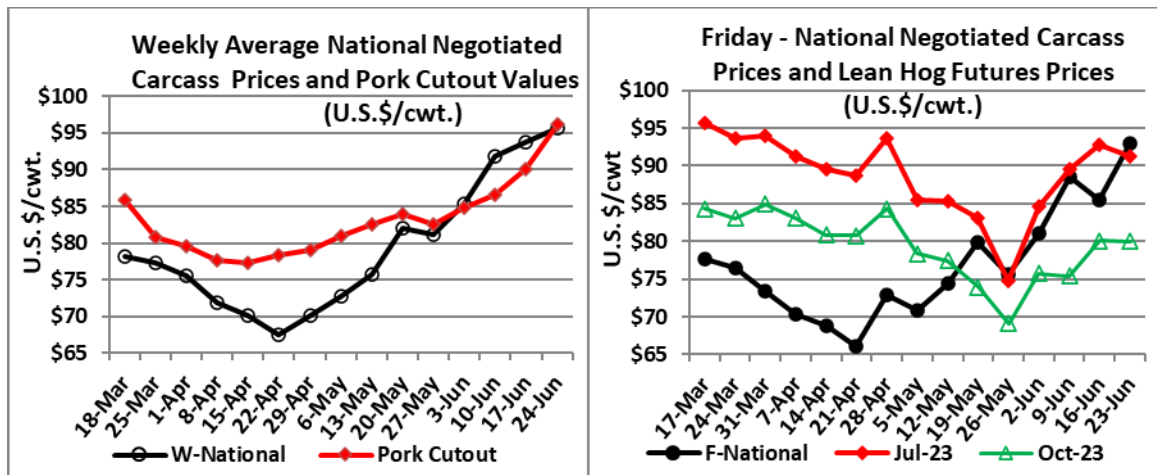 Weekly Average National Negotiated
Carcass Prices and Pork Cutout Values
(U.S.$/cwt.)
U.S. $/cwt.
$100
$95
$90
$85
$80
$75
$70
$65
18-Mar
25-Mar
1-Apr
8-Apr
15-Apr
22-Apr
29-Apr
6-May
13-May
20-May
27-May
3-Jun
10-Jun
17-Jun
24-Jun
W-National
Pork Cutout
Friday - National Negotiated Carcass
Prices and Lean Hog Futures Prices
(U.S.$/cwt.)
U.S. $/cwt
$100
$95
$90
$85
$80
$75
$70
$65
17-Mar
24-Mar
31-Mar
7-Apr
14-Apr
21-Apr
28-Apr
5-May
12-May
19-May
26-May
2-Jun
9-Jun
16-Jun
23-Jun
F-National
Jul-23
Oct-23